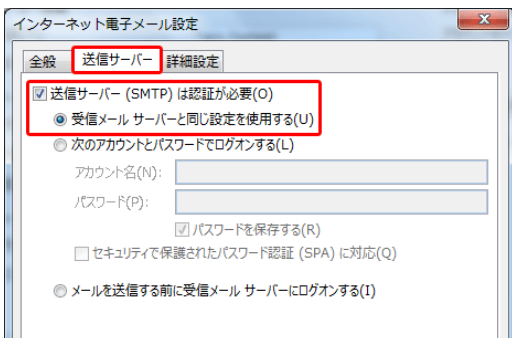 インターネット電子メール設定
全般 送信サーバー 詳細設定
送信サーバー (SMTP) は認証が必要(O)
受信メール サーバーと同じ設定を使用する(U)
次のアカウントとパスワードでログオンする(L)
アカウント名(N):
パスワード(P):
パスワードを保存する(R)
セキュリティで保護されたパスワード認証 (SPA) に対応(Q)
メールを送信する前に受信メール サーバーにログオンする(I)